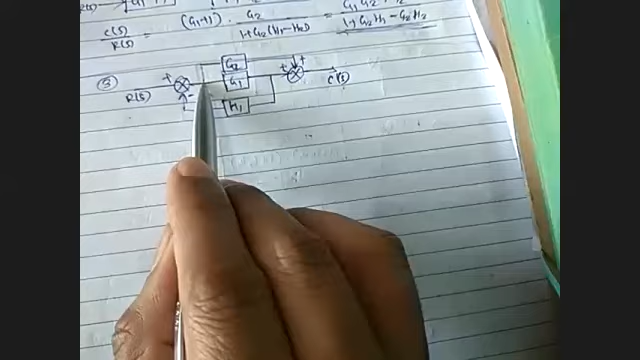 C(S)/R(S) = (G1+1) . G2/1+G2(H1-H2) = G1G2+G2/1+G2H1-G2H2
G2
③ + G1 + + C(S)
R(S) - H1